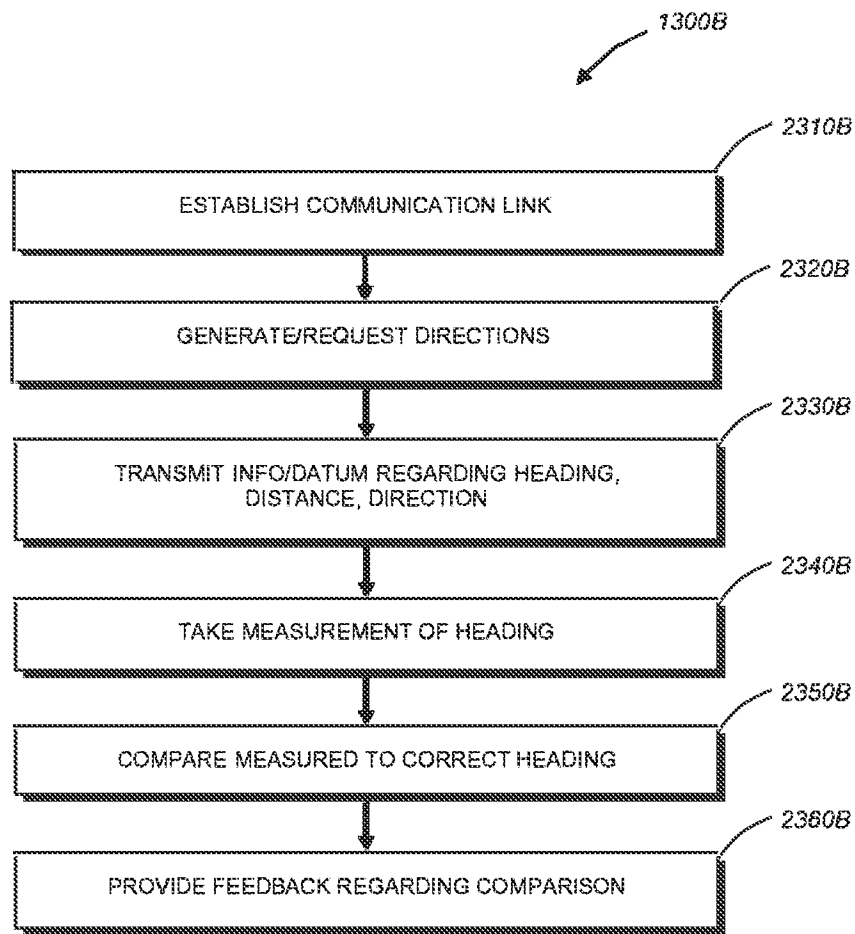 1300B
2310B
ESTABLISH COMMUNICATION LINK
2320B
GENERATE/REQUEST DIRECTIONS
2330B
TRANSMIT INFO/DATUM REGARDING HEADING,
DISTANCE, DIRECTION
2340B
TAKE MEASUREMENT OF HEADING
2350B
COMPARE MEASURED TO CORRECT HEADING
2360B
PROVIDE FEEDBACK REGARDING COMPARISON